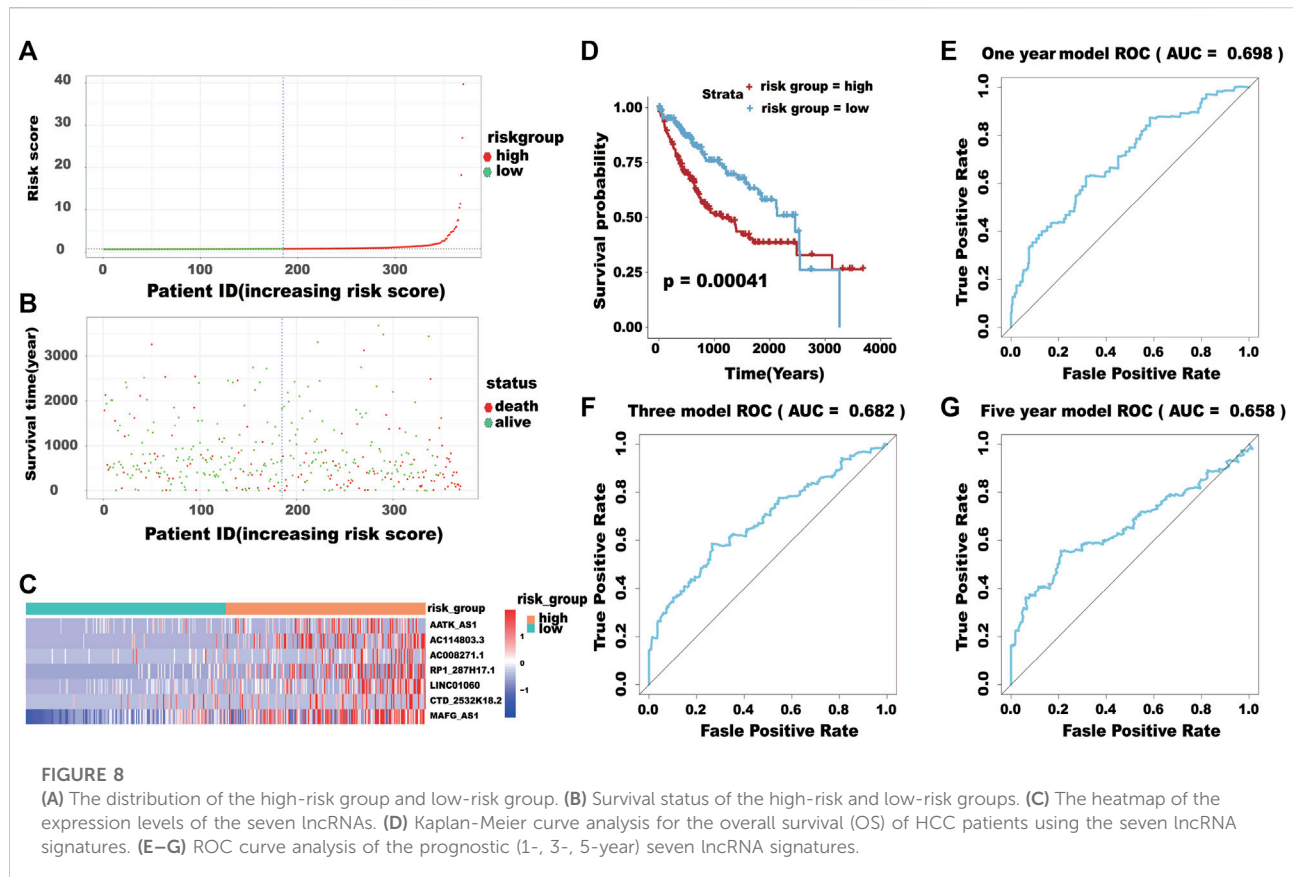 A
Risk score
40
30
20
10
0
0 100 200 300
Patient ID(increasing risk score)
riskgroup
high
low
B
Survival time(year)
3000
2000
1000
0
0 100 200 300
Patient ID(increasing risk score)
status
death
alive
C
risk_group
AATK_AS1
AC114803.3
AC008271.1
RP1_287H17.1
LINC01060
CTD_2532K18.2
MAFG_AS1
risk_group
high
low
1
0
−1
D
Strata
risk group = high
risk group = low
Survival probability
1.00
0.75
0.50
0.25
0.00
p = 0.00041
0 1000 2000 3000 4000
Time(Years)
E One year model ROC ( AUC = 0.698 )
True Positive Rate
1.0
0.8
0.6
0.4
0.2
0.0
0.0 0.2 0.4 0.6 0.8 1.0
Fasle Positive Rate
F Three model ROC ( AUC = 0.682 )
True Positive Rate
1.0
0.8
0.6
0.4
0.2
0.0
0.0 0.2 0.4 0.6 0.8 1.0
Fasle Positive Rate
G Five year model ROC ( AUC = 0.658 )
True Positive Rate
1.0
0.8
0.6
0.4
0.2
0.0
0.0 0.2 0.4 0.6 0.8 1.0
Fasle Positive Rate
FIGURE 8
(A) The distribution of the high-risk group and low-risk group. (B) Survival status of the high-risk and low-risk groups. (C) The heatmap of the
expression levels of the seven lncRNAs. (D) Kaplan-Meier curve analysis for the overall survival (OS) of HCC patients using the seven lncRNA
signatures. (E–G) ROC curve analysis of the prognostic (1-, 3-, 5-year) seven lncRNA signatures.